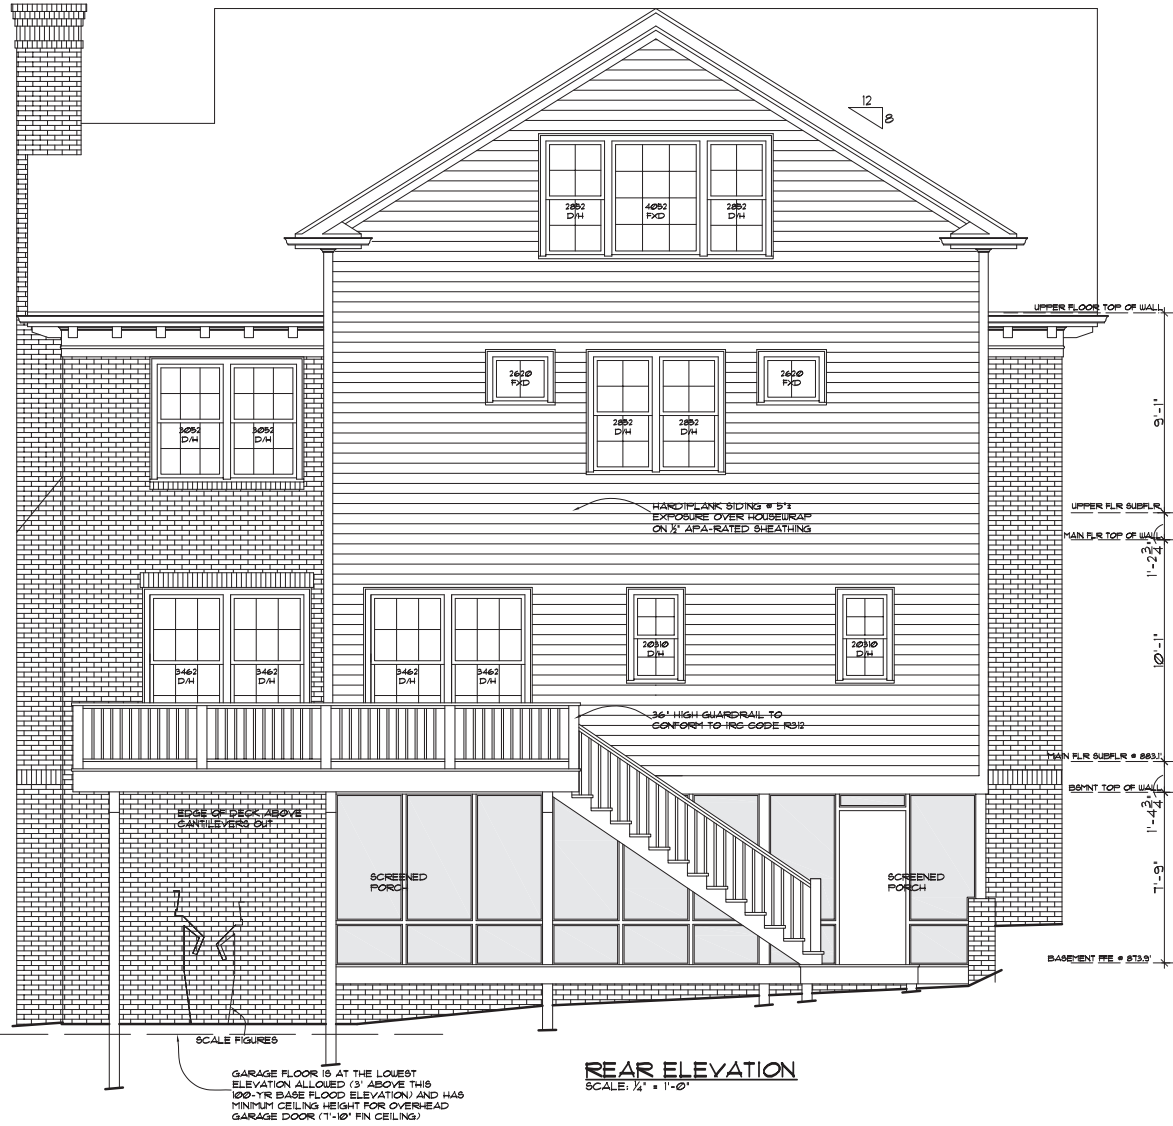 12
8
2852
D/H
4052
FXD
2852
D/H
UPPER FLOOR TOP OF WALL
2620
FXD
2620
FXD
9'-1"
3052
D/H
3052
D/H
2852
D/H
2852
D/H
HARDIPLANK SIDING @ 5"±
EXPOSURE OVER HOUSEWRAP
ON ½" APA-RATED SHEATHING
UPPER FLR SUBFLR
MAIN FLR TOP OF WALL
1'-2¾"
20310
D/H
20310
D/H
10'-1"
3462
D/H
3462
D/H
3462
D/H
3462
D/H
36" HIGH GUARDRAIL TO
CONFORM TO IRC CODE R312
MAIN FLR SUBFLR @ 883.1'
BSMNT TOP OF WALL
1'-4¾"
EDGE OF DECK ABOVE
CANTILEVERS OUT
SCREENED
PORCH
SCREENED
PORCH
7'-9"
BASEMENT FFE @ 873.9'
SCALE FIGURES
GARAGE FLOOR IS AT THE LOWEST
ELEVATION ALLOWED (3' ABOVE THIS
100-YR BASE FLOOD ELEVATION) AND HAS
MINIMUM CEILING HEIGHT FOR OVERHEAD
GARAGE DOOR (7'-10" FIN CEILING)
REAR ELEVATION
SCALE: ¼" = 1'-0"